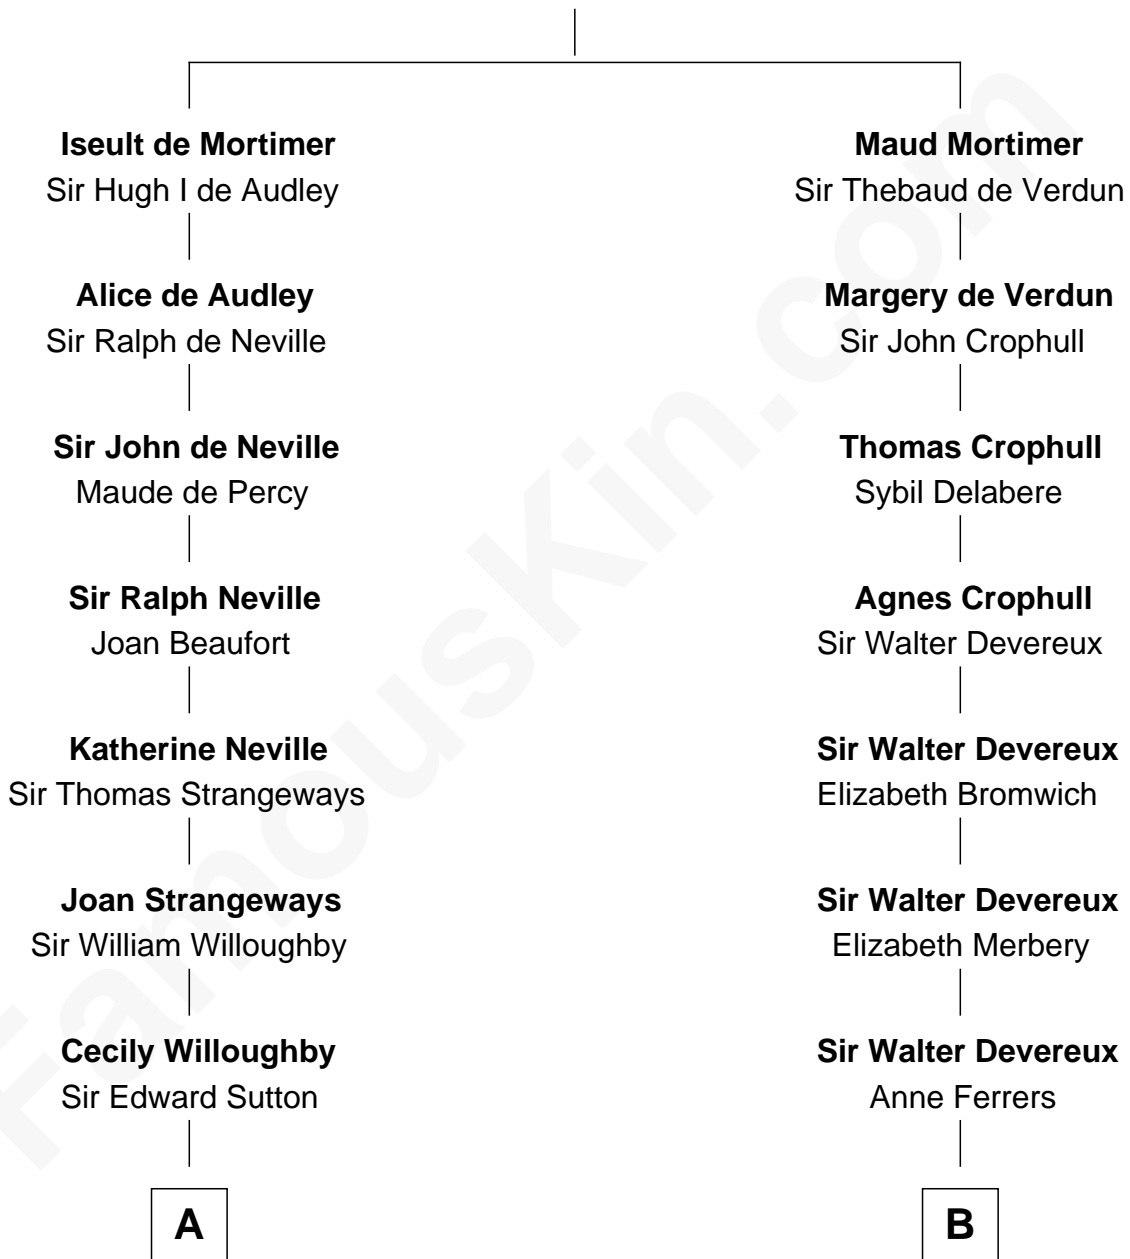 Iseult de Mortimer
Sir Hugh I de Audley
Maud Mortimer
Sir Thebaud de Verdun
Alice de Audley
Sir Ralph de Neville
Margery de Verdun
Sir John Crophull
Sir John de Neville
Maude de Percy
Thomas Crophull
Sybil Delabere
Sir Ralph Neville
Joan Beaufort
Agnes Crophull
Sir Walter Devereux
Katherine Neville
Sir Thomas Strangeways
Sir Walter Devereux
Elizabeth Bromwich
Joan Strangeways
Sir William Willoughby
Sir Walter Devereux
Elizabeth Merbery
Cecily Willoughby
Sir Edward Sutton
Sir Walter Devereux
Anne Ferrers
A
B
FamousKin.com